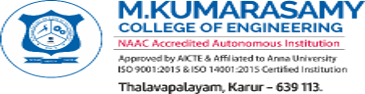 M.KUMARASAMY
COLLEGE OF ENGINEERING
NAAC Accredited Autonomous Institution
Approved by AICTE & Affiliated to Anna University
ISO 9001:2015 & ISO 14001:2015 Certified Institution
Thalavapalayam, Karur – 639 113.